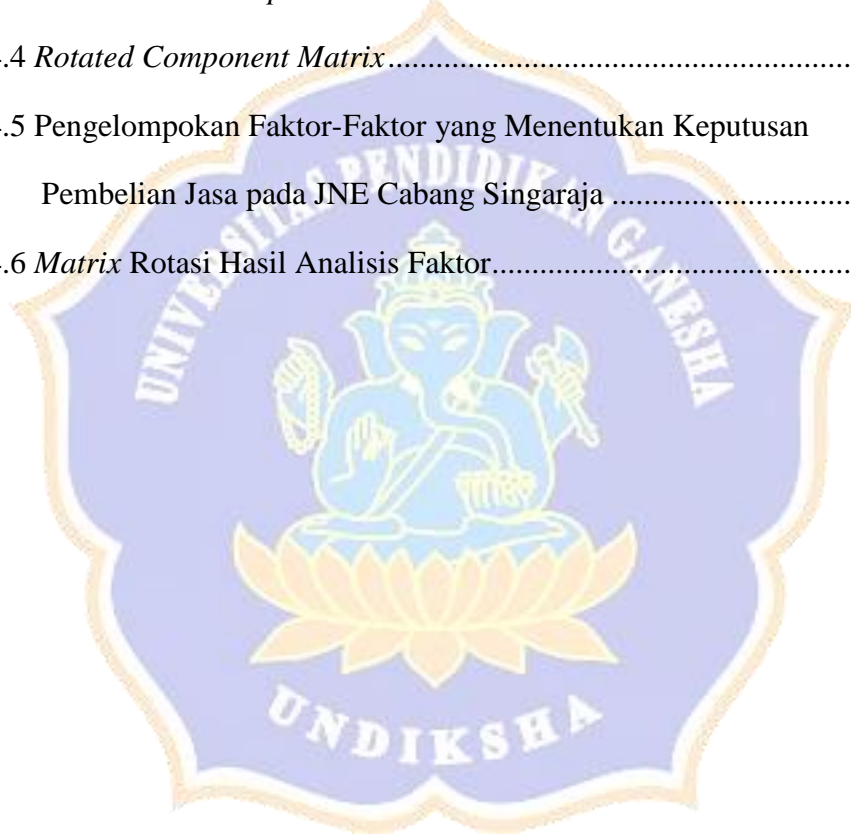 .4 Rotated Component Matrix..........................................................
.5 Pengelompokan Faktor-Faktor yang Menentukan Keputusan
Pembelian Jasa pada JNE Cabang Singaraja ..............................
.6 Matrix Rotasi Hasil Analisis Faktor.............................................
UNIVERSITAS PENDIDIKAN GANESHA
UNDIKSHA